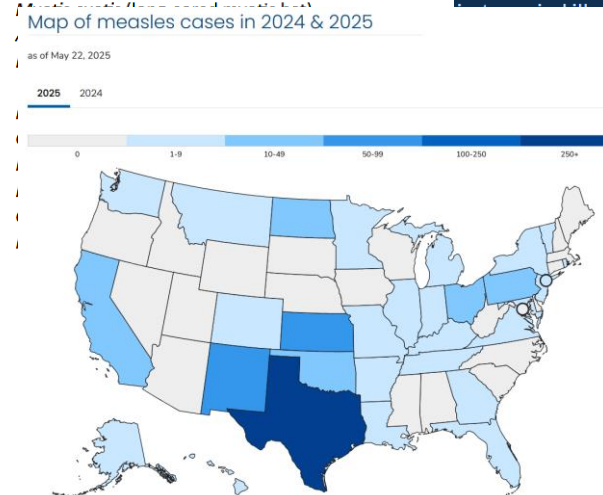 Map of measles cases in 2024 & 2025
as of May 22, 2025
2025 2024
0 1-9 10-49 50-99 100-250 250+